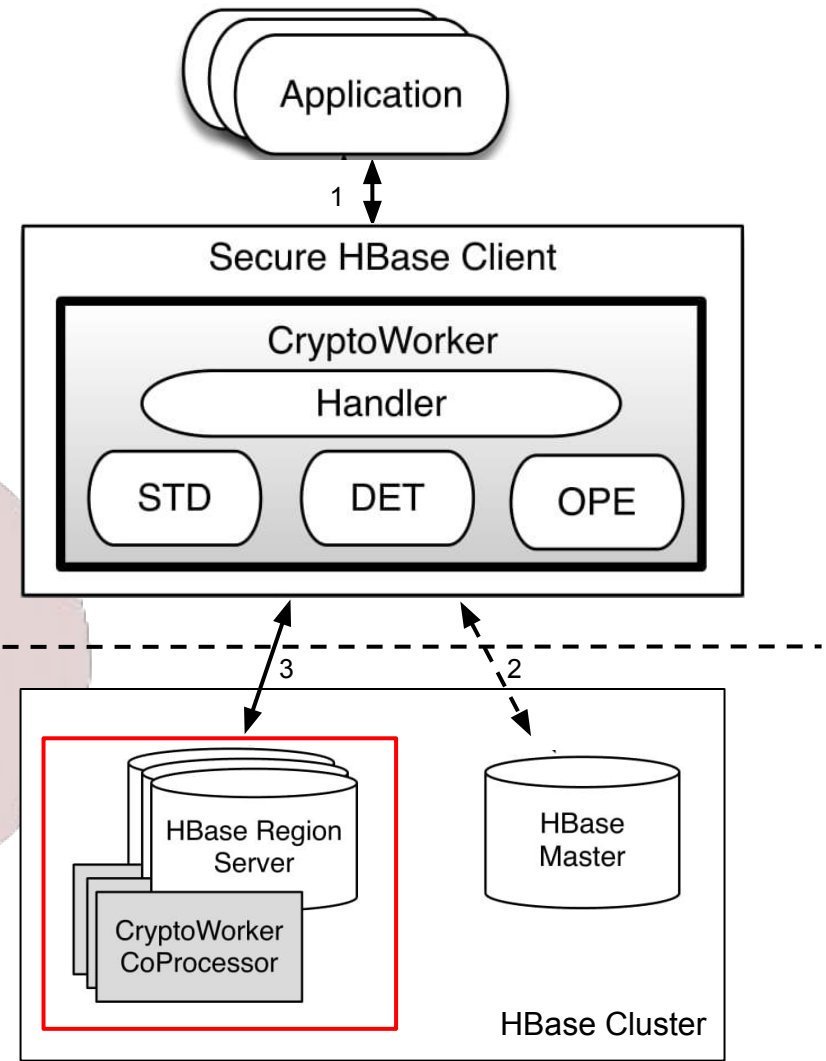 Application
1
Secure HBase Client
CryptoWorker
Handler
STD
DET
OPE
3
2
HBase Region
Server
HBase
Master
CryptoWorker
CoProcessor
HBase Cluster